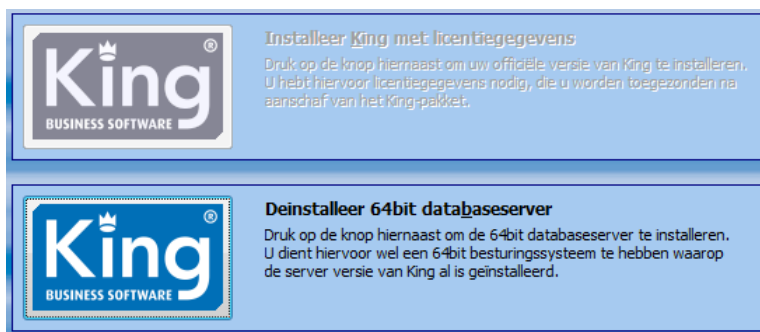 King®
BUSINESS SOFTWARE
Installeer King met licentiegegevens
Druk op de knop hiernaast om uw officiële versie van King te installeren.
U hebt hiervoor licentiegegevens nodig, die u worden toegezonden na
aanschaf van het King-pakket.
King®
BUSINESS SOFTWARE
Deinstalleer 64bit databaseserver
Druk op de knop hiernaast om de 64bit databaseserver te installeren.
U dient hiervoor wel een 64bit besturingssysteem te hebben waarop
de server versie van King al is geïnstalleerd.